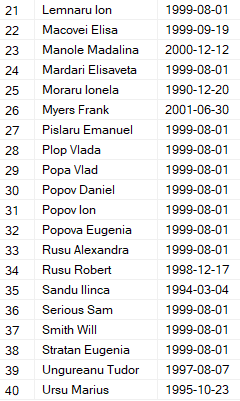 21 Lemnaru Ion 1999-08-01
22 Macovei Elisa 1999-09-19
23 Manole Madalina 2000-12-12
24 Mardari Elisaveta 1999-08-01
25 Moraru Ionela 1990-12-20
26 Myers Frank 2001-06-30
27 Pislaru Emanuel 1999-08-01
28 Plop Vlada 1999-08-01
29 Popa Vlad 1999-08-01
30 Popov Daniel 1999-08-01
31 Popov Ion 1999-08-01
32 Popova Eugenia 1999-08-01
33 Rusu Alexandra 1999-08-01
34 Rusu Robert 1998-12-17
35 Sandu Ilinca 1994-03-04
36 Serious Sam 1999-08-01
37 Smith Will 1999-08-01
38 Stratan Eugenia 1999-08-01
39 Ungureanu Tudor 1997-08-07
40 Ursu Marius 1995-10-23